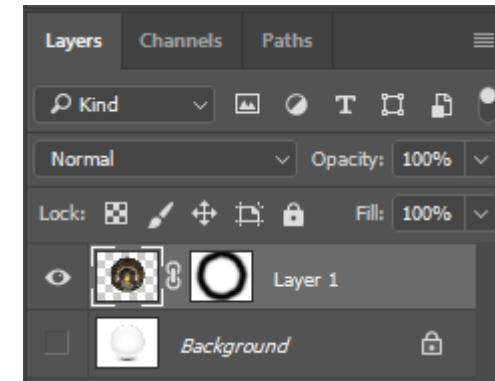 Layers Channels Paths
Kind T
Normal Opacity: 100%
Lock: Fill: 100%
Layer 1
Background